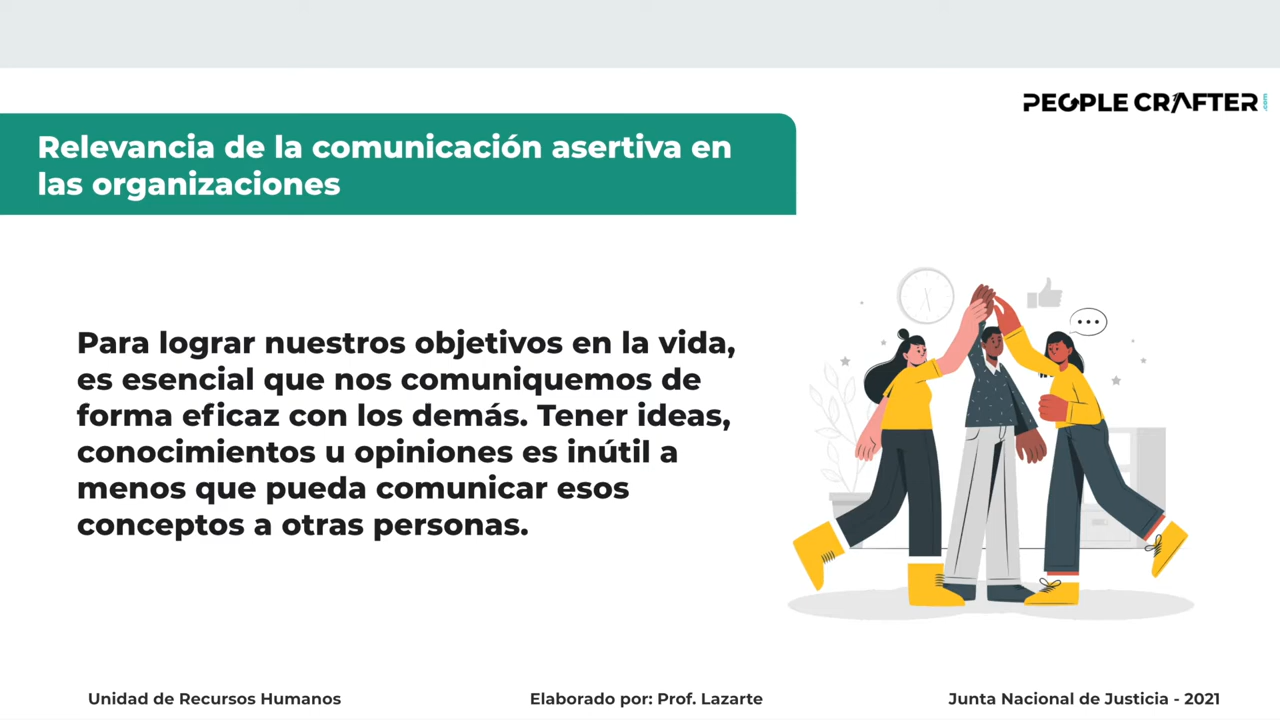 PEOPLE CRAFTER .com
Relevancia de la comunicación asertiva en
las organizaciones
Para lograr nuestros objetivos en la vida,
es esencial que nos comuniquemos de
forma eficaz con los demás. Tener ideas,
conocimientos u opiniones es inútil a
menos que pueda comunicar esos
conceptos a otras personas.
Unidad de Recursos Humanos
Elaborado por: Prof. Lazarte
Junta Nacional de Justicia - 2021